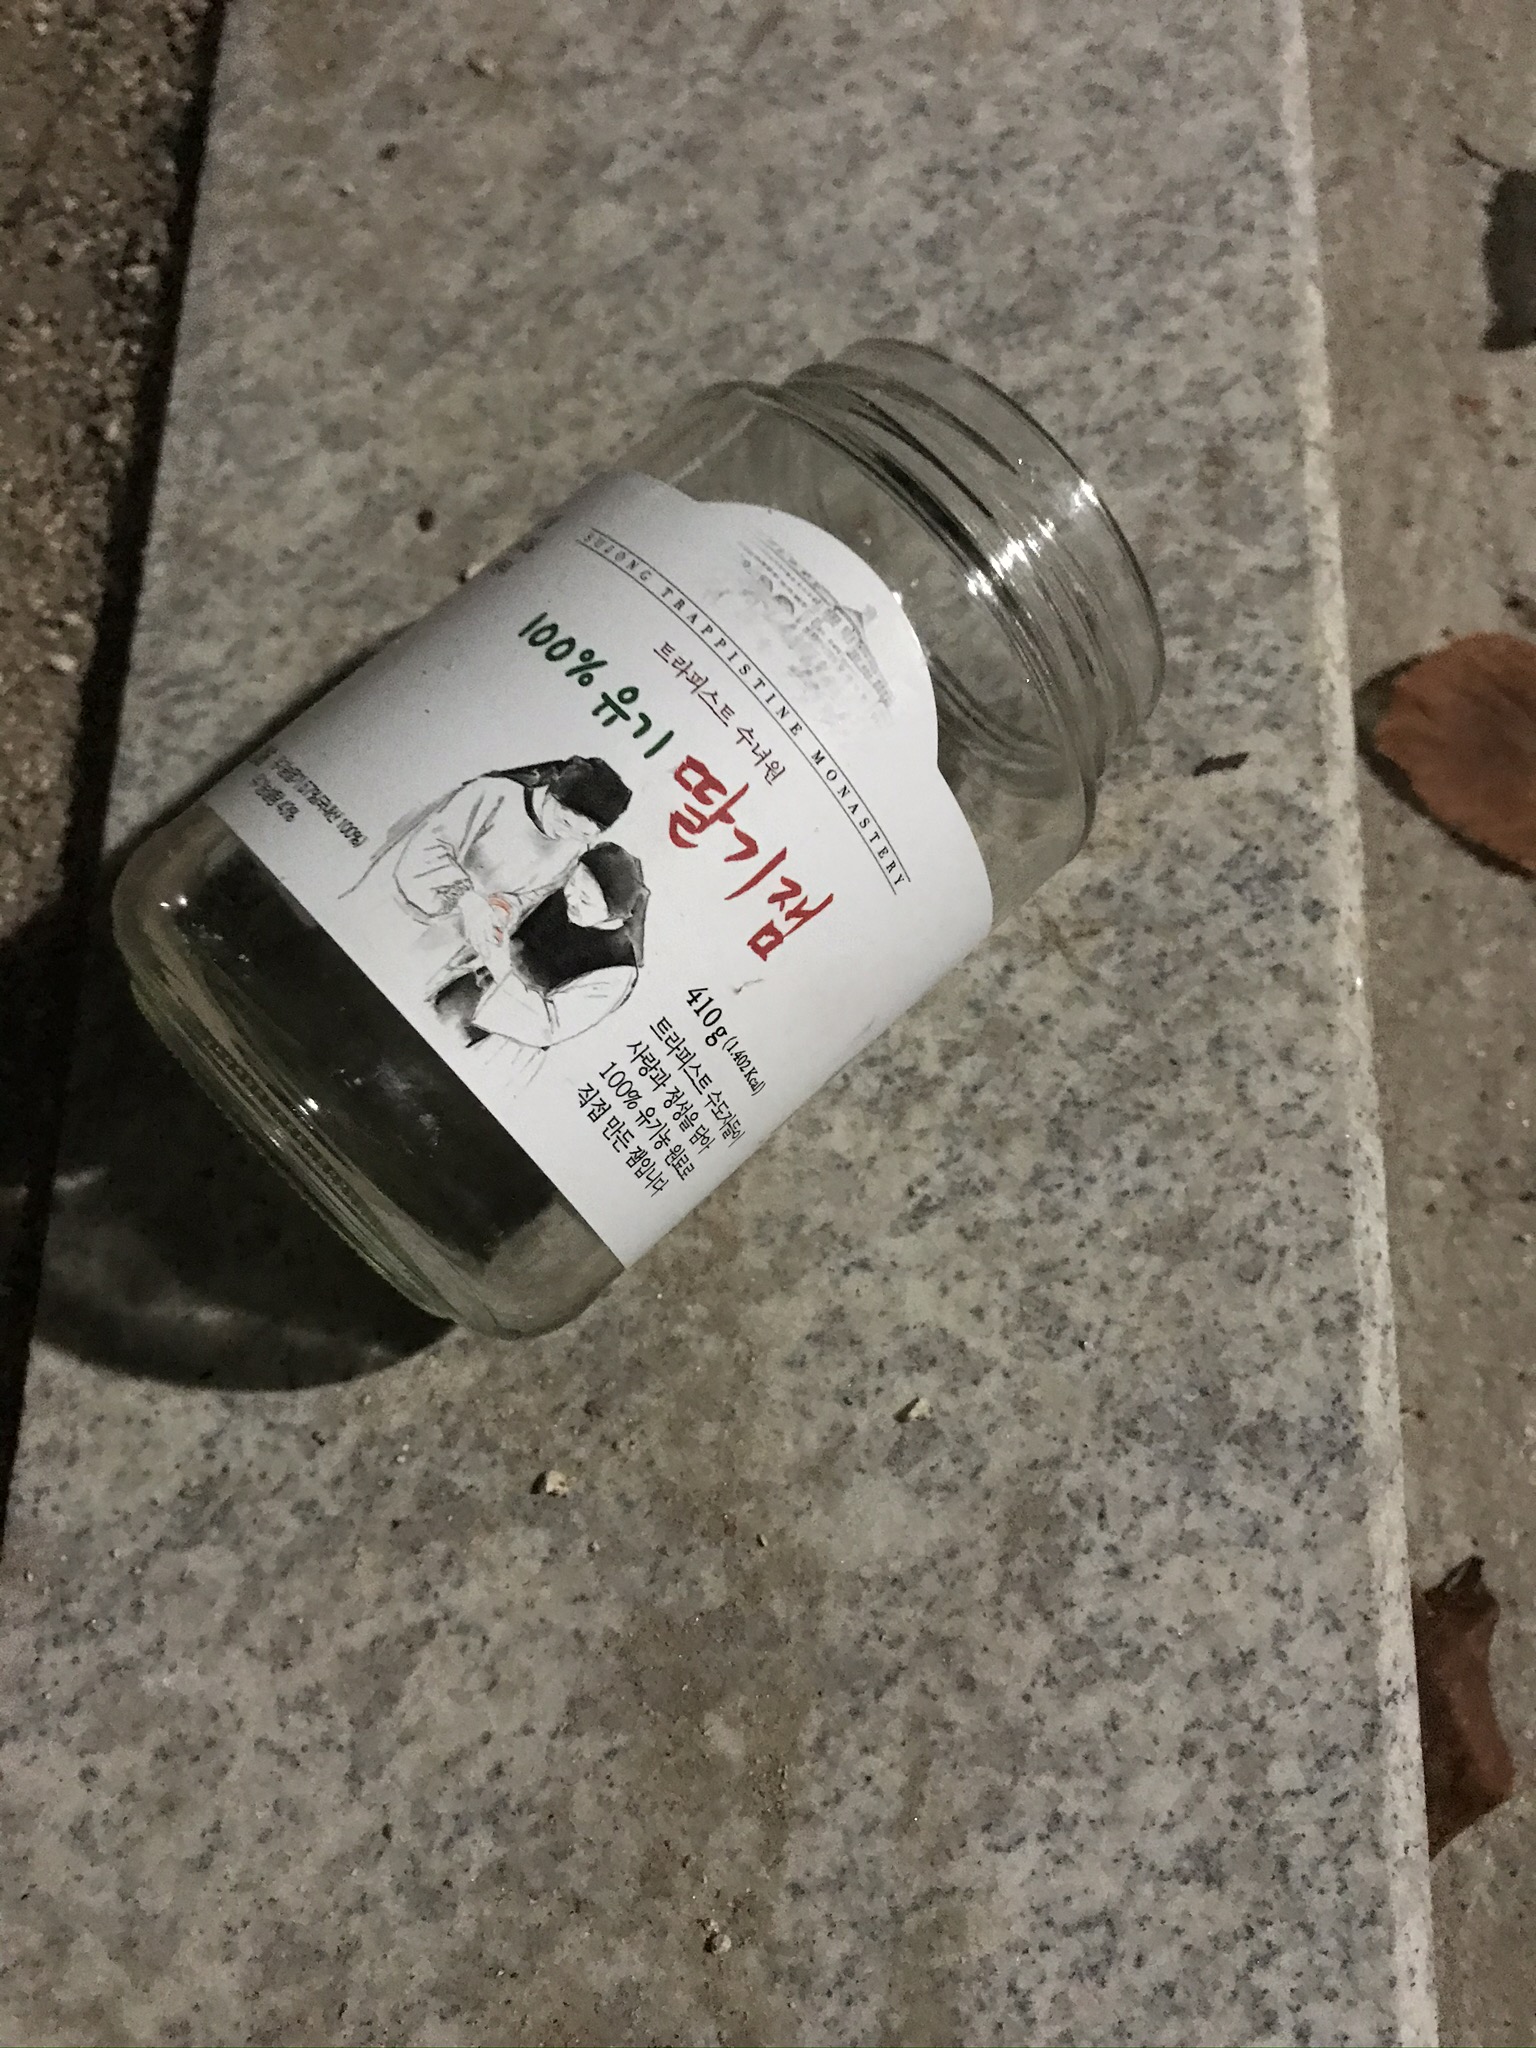 SUJONG TRAPPISTINE MONASTERY
트라피스트 수녀원
100% 유기
딸기잼
410g (1.402 Kcal)
트라피스트 수도자들이
사랑과 정성을 담아
100% 유기농 원료로
직접 만든 잼입니다